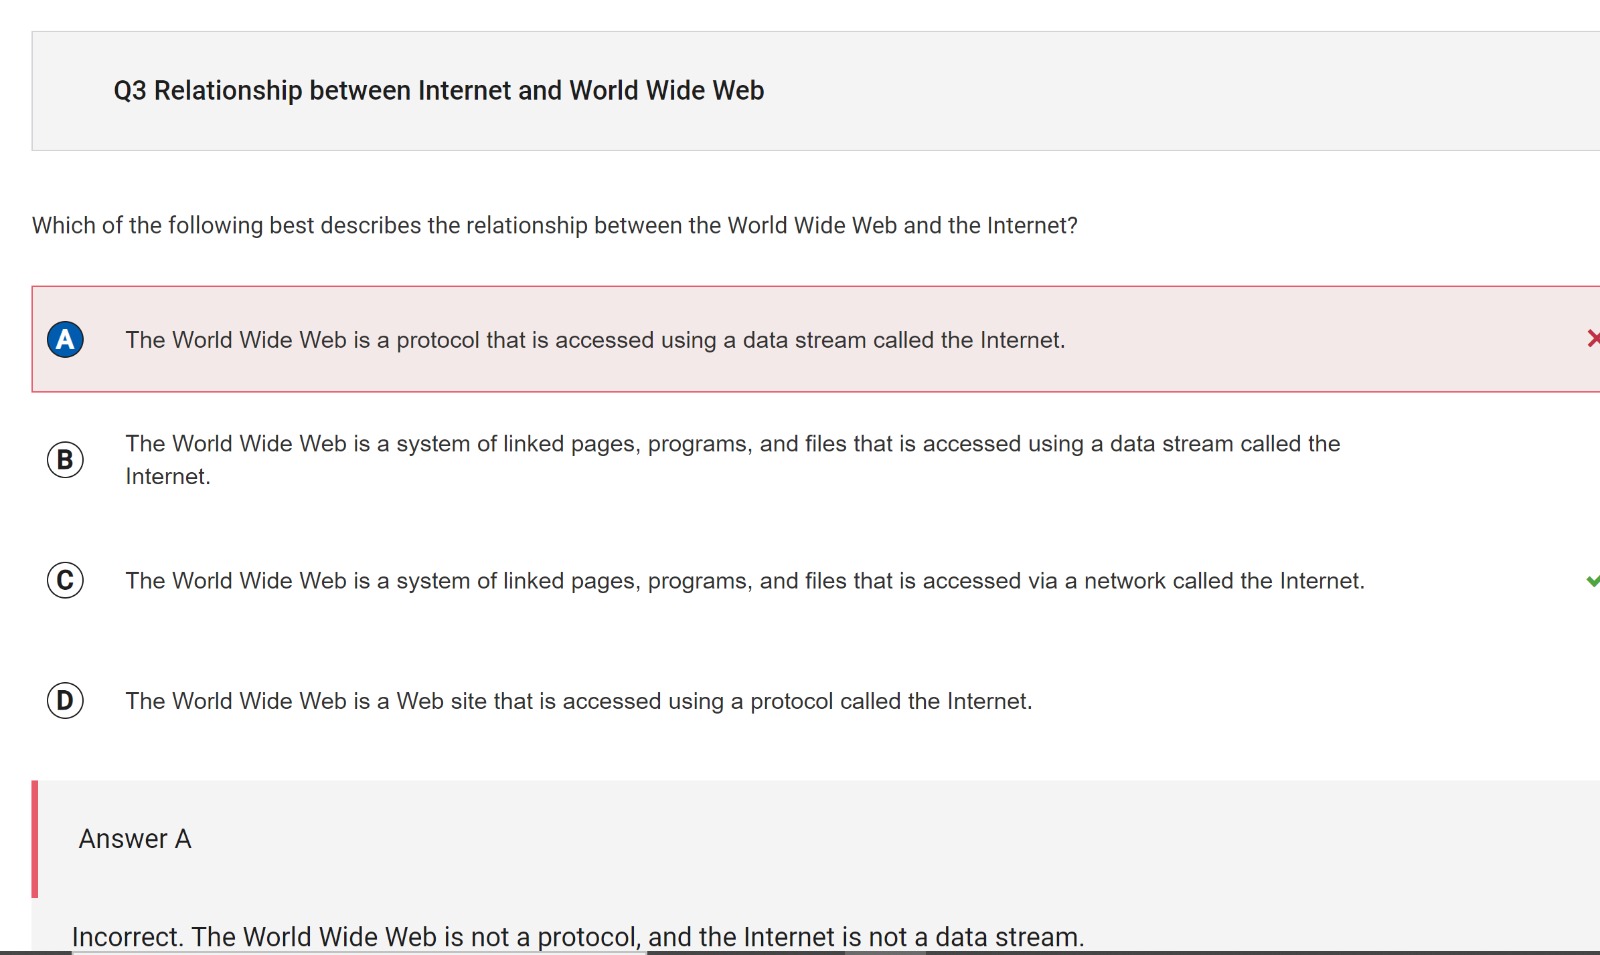 Q3 Relationship between Internet and World Wide Web
Which of the following best describes the relationship between the World Wide Web and the Internet?
A The World Wide Web is a protocol that is accessed using a data stream called the Internet.
B The World Wide Web is a system of linked pages, programs, and files that is accessed using a data stream called the
Internet.
C The World Wide Web is a system of linked pages, programs, and files that is accessed via a network called the Internet.
D The World Wide Web is a Web site that is accessed using a protocol called the Internet.
Answer A
Incorrect. The World Wide Web is not a protocol, and the Internet is not a data stream.